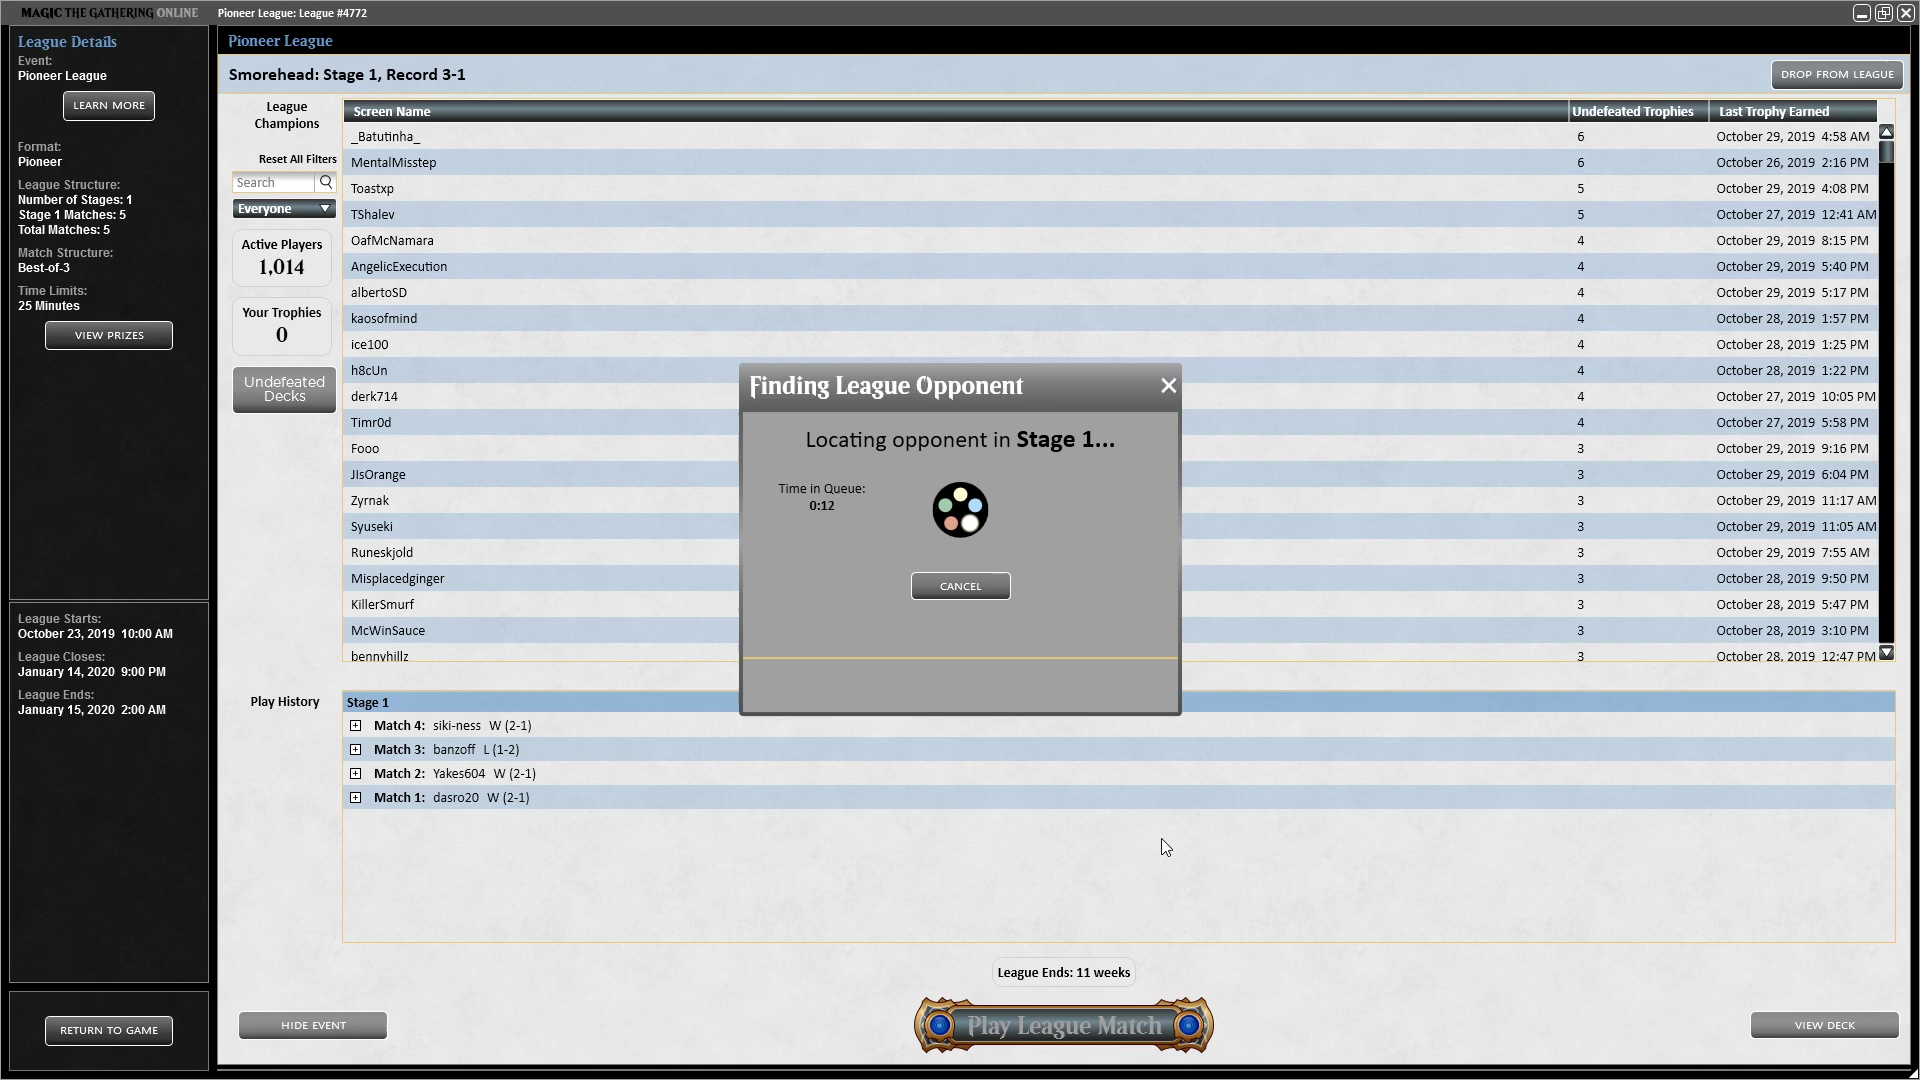 MAGIC THE GATHERING ONLINE
Pioneer League: League #4772
League Details
Event:
Pioneer League
LEARN MORE
Format:
Pioneer
League Structure:
Number of Stages: 1
Stage 1 Matches: 5
Total Matches: 5
Match Structure:
Best-of-3
Time Limits:
25 Minutes
VIEW PRIZES
League Starts:
October 23, 2019 10:00 AM
League Closes:
January 14, 2020 9:00 PM
League Ends:
January 15, 2020 2:00 AM
RETURN TO GAME
Pioneer League
Smorehead: Stage 1, Record 3-1
DROP FROM LEAGUE
League
Champions
Reset All Filters
Search
Everyone
Active Players
1,014
Your Trophies
0
Undefeated
Decks
Screen Name Undefeated Trophies Last Trophy Earned
_Batutinha_ 6 October 29, 2019 4:58 AM
MentalMisstep 6 October 26, 2019 2:16 PM
Toastxp 5 October 29, 2019 4:08 PM
TShalev 5 October 27, 2019 12:41 AM
OafMcNamara 4 October 29, 2019 8:15 PM
AngelicExecution 4 October 29, 2019 5:40 PM
albertoSD 4 October 29, 2019 5:17 PM
kaosofmind 4 October 28, 2019 1:57 PM
ice100 4 October 28, 2019 1:25 PM
h8cUn 4 October 28, 2019 1:22 PM
derk714 4 October 27, 2019 10:05 PM
Timr0d 4 October 27, 2019 5:58 PM
Fooo 3 October 29, 2019 9:16 PM
JIsOrange 3 October 29, 2019 6:04 PM
Zyrnak 3 October 29, 2019 11:17 AM
Syuseki 3 October 29, 2019 11:05 AM
Runeskjold 3 October 29, 2019 7:55 AM
Misplacedginger 3 October 28, 2019 9:50 PM
KillerSmurf 3 October 28, 2019 5:47 PM
McWinSauce 3 October 28, 2019 3:10 PM
bennyhillz 3 October 28, 2019 12:47 PM
Finding League Opponent
Locating opponent in Stage 1...
Time in Queue:
0:12
CANCEL
Play History
Stage 1
Match 4: siki-ness W (2-1)
Match 3: banzoff L (1-2)
Match 2: Yakes604 W (2-1)
Match 1: dasro20 W (2-1)
League Ends: 11 weeks
HIDE EVENT
Play League Match
VIEW DECK